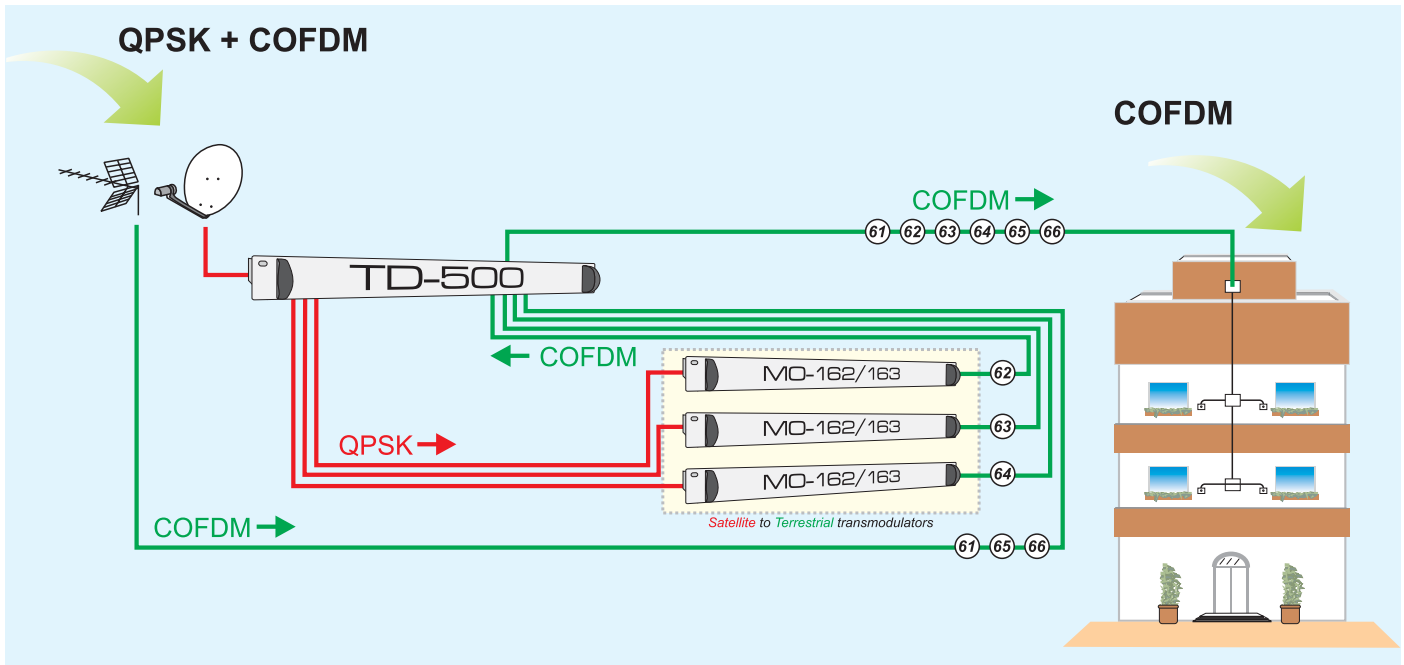 QPSK + COFDM
COFDM
COFDM
61 62 63 64 65 66
TD-500
COFDM
MO-162/163
62
MO-162/163
63
QPSK
MO-162/163
64
Satellite to Terrestrial transmodulators
COFDM
61 65 66